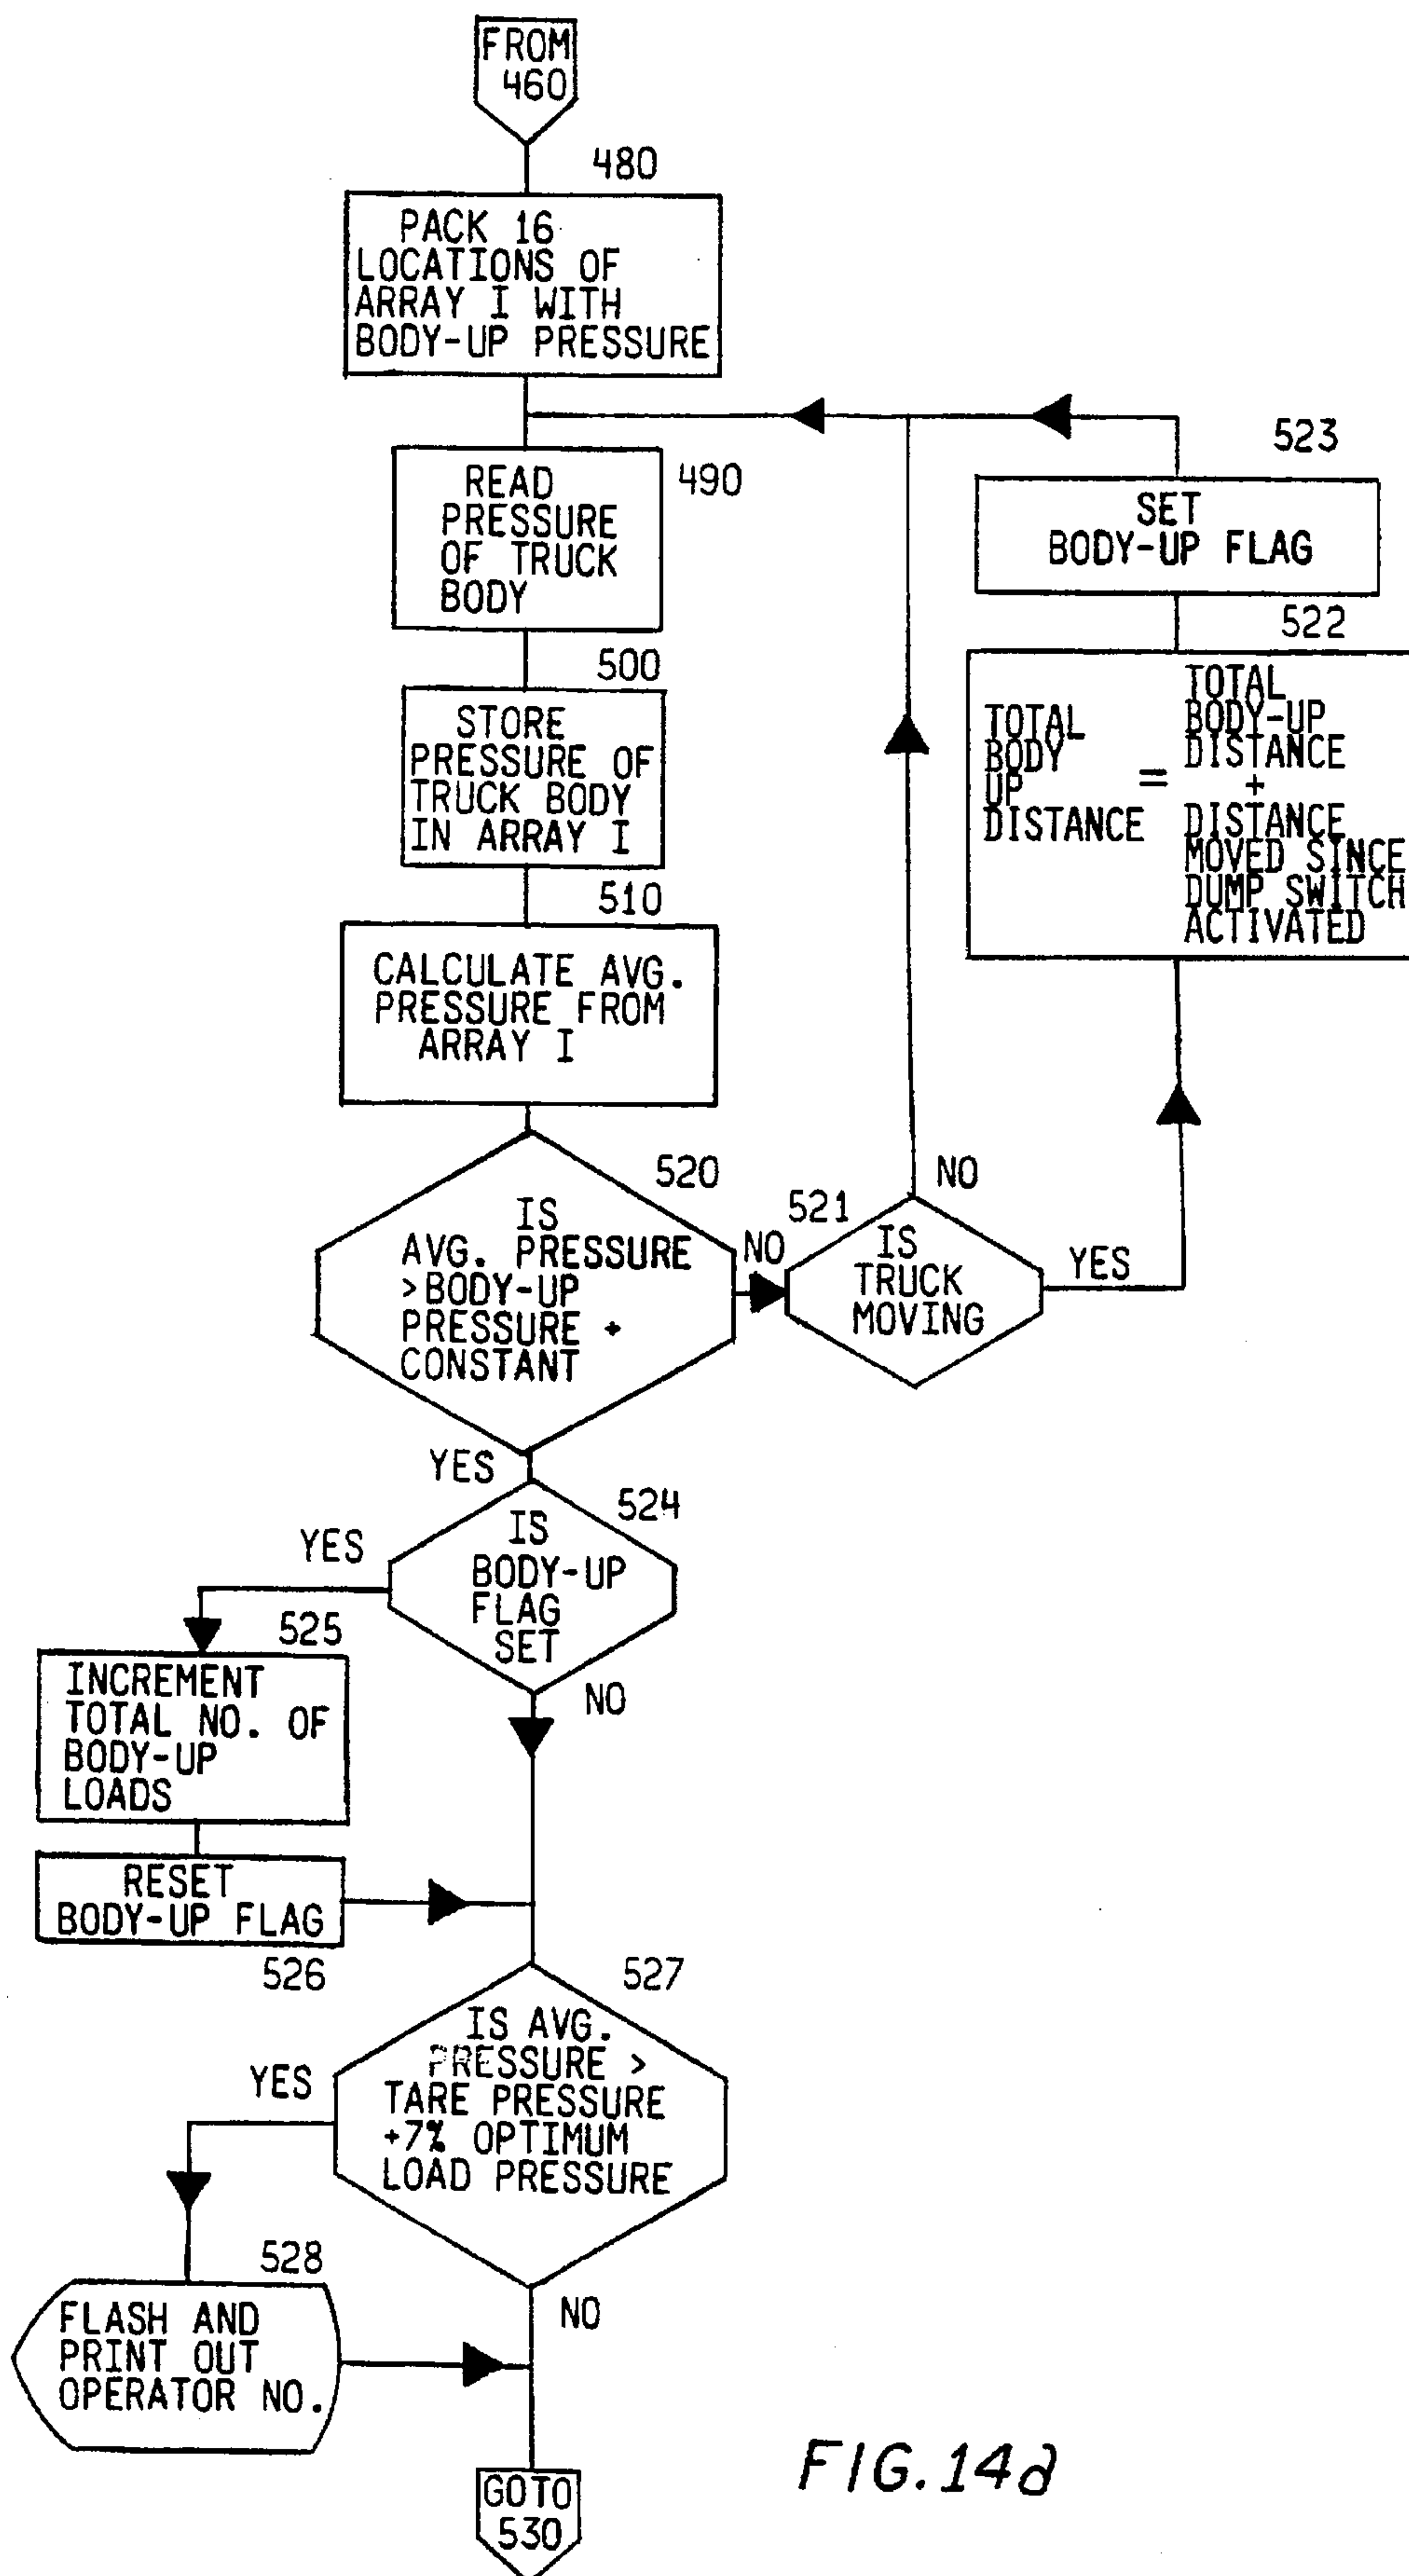 FROM
460
480
PACK 16
LOCATIONS OF
ARRAY I WITH
BODY-UP PRESSURE
490
READ
PRESSURE
OF TRUCK
BODY
500
STORE
PRESSURE OF
TRUCK BODY
IN ARRAY I
510
CALCULATE AVG.
PRESSURE FROM
ARRAY I
520
IS
AVG. PRESSURE
>BODY-UP
PRESSURE +
CONSTANT
NO
521
IS
TRUCK
MOVING
NO
YES
522
TOTAL
BODY
UP
DISTANCE
=
TOTAL
BODY-UP
DISTANCE
+
DISTANCE
MOVED SINCE
DUMP SWITCH
ACTIVATED
523
SET
BODY-UP FLAG
YES
524
IS
BODY-UP
FLAG
SET
YES
NO
525
INCREMENT
TOTAL NO. OF
BODY-UP
LOADS
RESET
BODY-UP FLAG
526
527
IS AVG.
PRESSURE >
TARE PRESSURE
+7% OPTIMUM
LOAD PRESSURE
YES
NO
528
FLASH AND
PRINT OUT
OPERATOR NO.
GOTO
530
FIG.14d